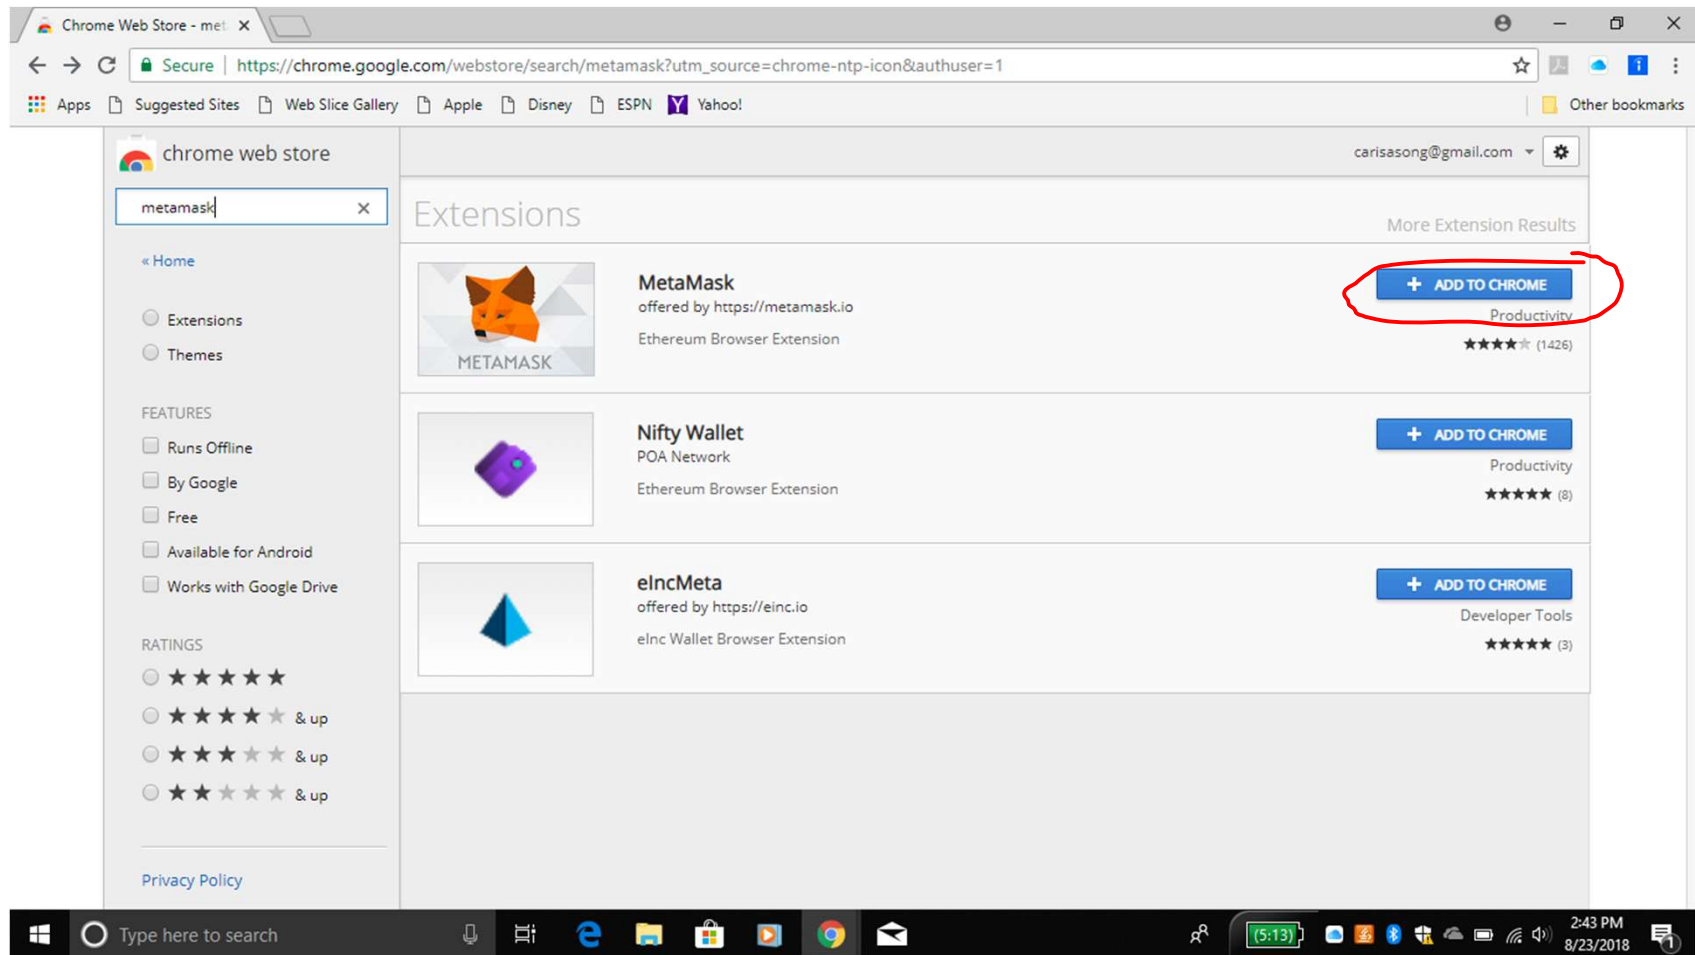 Chrome Web Store - met
Secure | https://chrome.google.com/webstore/search/metamask?utm_source=chrome-ntp-icon&authuser=1
Apps Suggested Sites Web Slice Gallery Apple Disney ESPN Yahoo! Other bookmarks
chrome web store
carisasong@gmail.com
metamask
Extensions
More Extension Results
« Home
Extensions
Themes
FEATURES
Runs Offline
By Google
Free
Available for Android
Works with Google Drive
RATINGS
& up
& up
& up
Privacy Policy
METAMASK
MetaMask
offered by https://metamask.io
Ethereum Browser Extension
ADD TO CHROME
Productivity
(1426)
Nifty Wallet
POA Network
Ethereum Browser Extension
ADD TO CHROME
Productivity
(8)
eIncMeta
offered by https://einc.io
eInc Wallet Browser Extension
ADD TO CHROME
Developer Tools
(3)
Type here to search
(5:13)
2:43 PM
8/23/2018
1